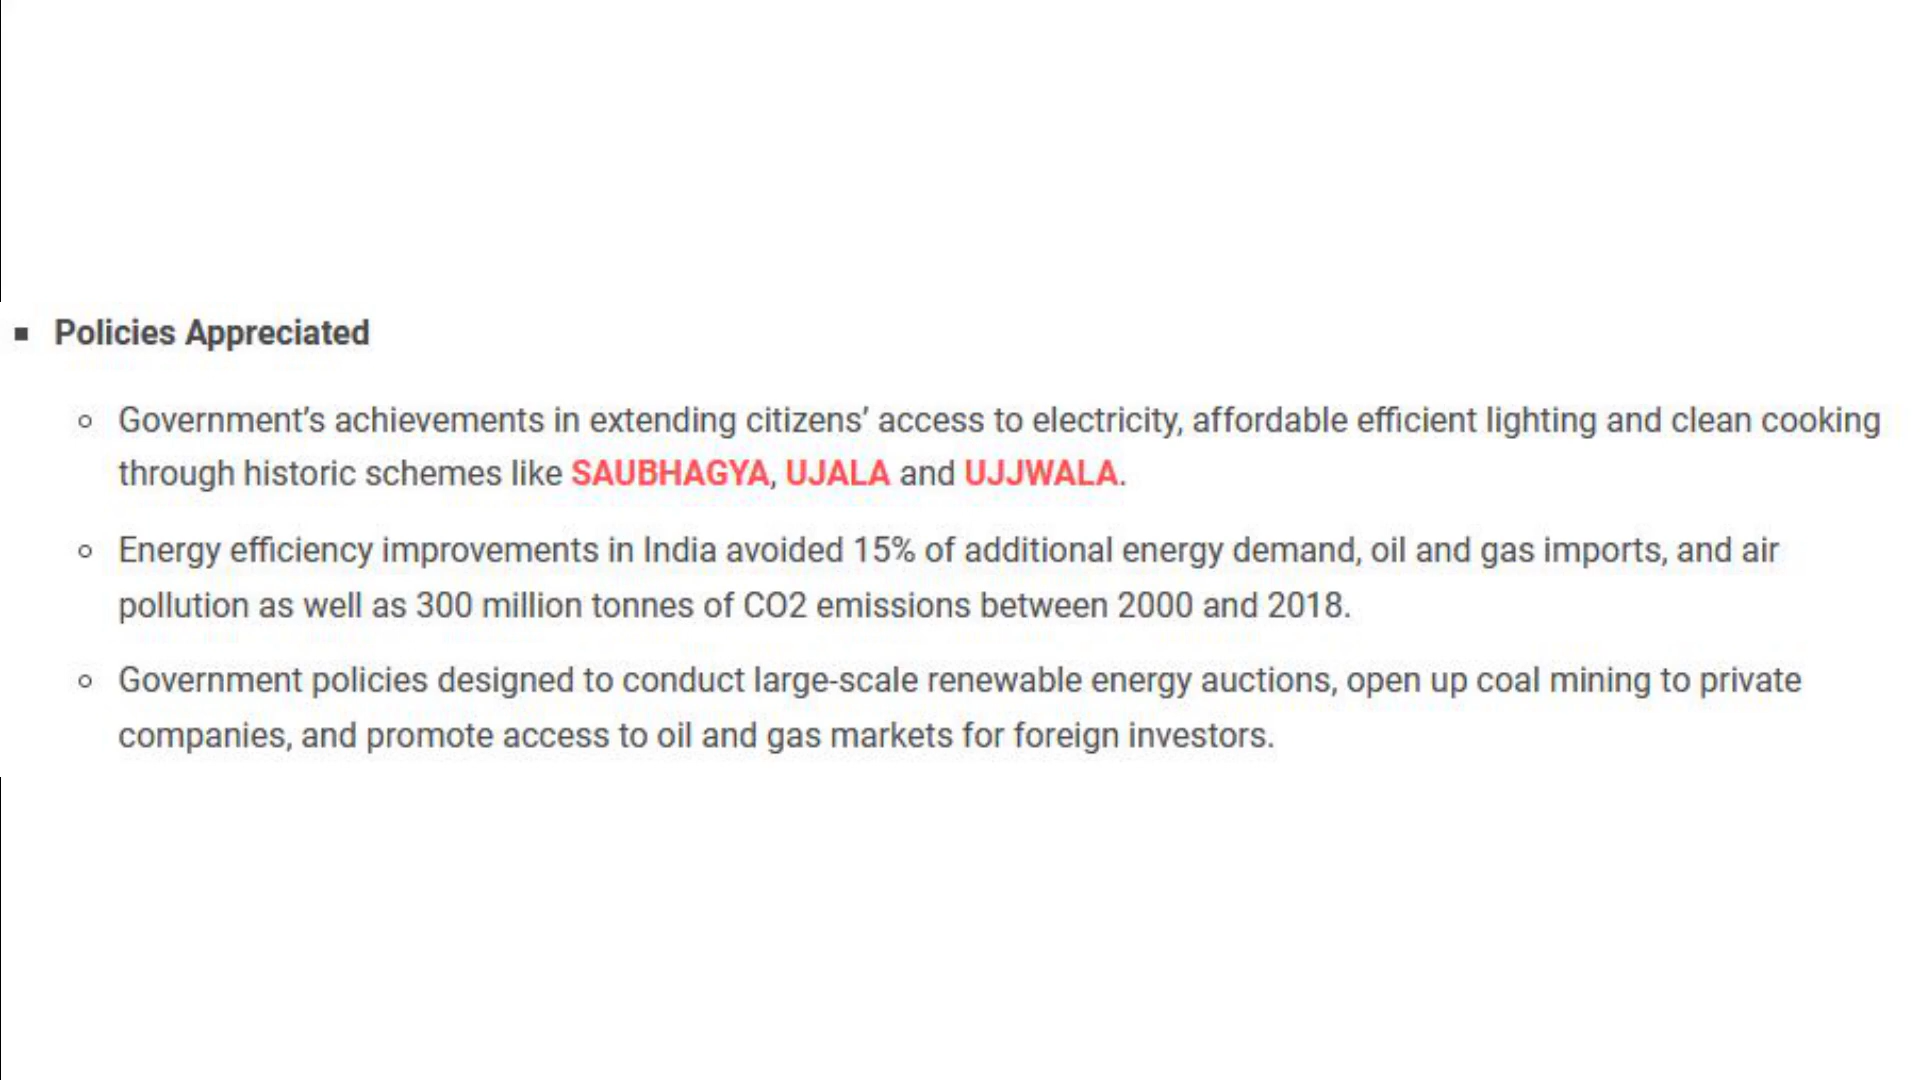 Policies Appreciated
Government’s achievements in extending citizens’ access to electricity, affordable efficient lighting and clean cooking
through historic schemes like SAUBHAGYA, UJALA and UJJWALA.
Energy efficiency improvements in India avoided 15% of additional energy demand, oil and gas imports, and air
pollution as well as 300 million tonnes of CO2 emissions between 2000 and 2018.
Government policies designed to conduct large-scale renewable energy auctions, open up coal mining to private
companies, and promote access to oil and gas markets for foreign investors.